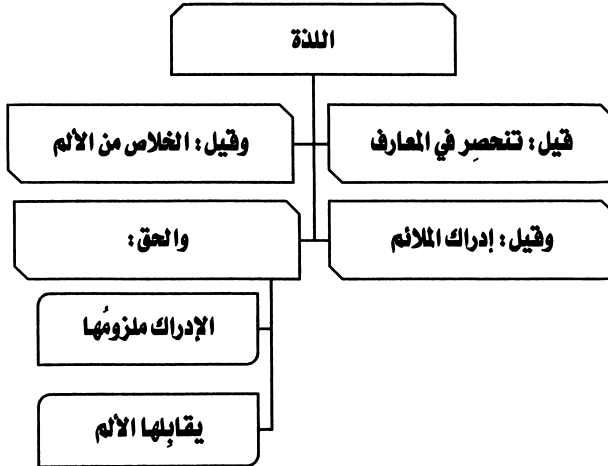 اللذة
قيل: تنحصِر في المعارف
وقيل: الخلاص من الألم
وقيل: إدراك الملائم
والحق:
الإدراك ملزومُها
يقابِلها الألم